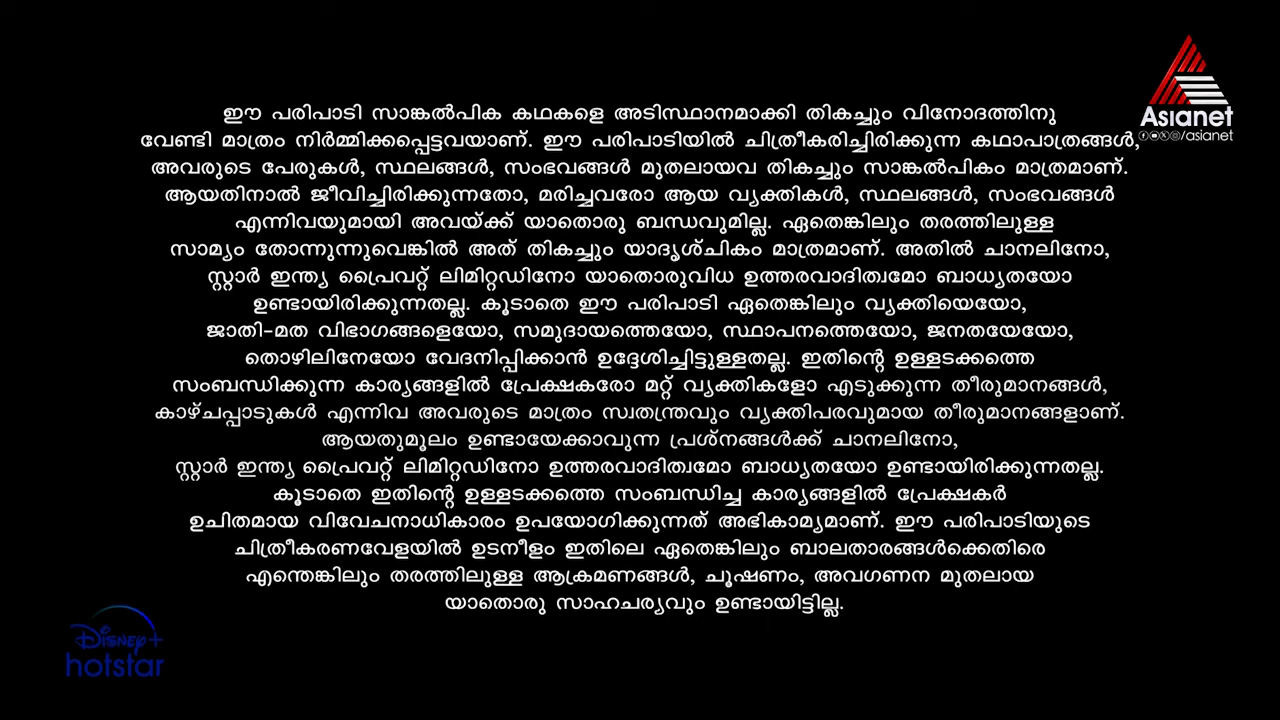 Asianet
/asianet
ഈ പരിപാടി സാങ്കൽപിക കഥകളെ അടിസ്ഥാനമാക്കി തികച്ചും വിനോദത്തിനു
വേണ്ടി മാത്രം നിർമ്മിക്കപ്പെട്ടവയാണ്. ഈ പരിപാടിയിൽ ചിത്രീകരിച്ചിരിക്കുന്ന കഥാപാത്രങ്ങൾ,
അവരുടെ പേരുകൾ, സ്ഥലങ്ങൾ, സംഭവങ്ങൾ മുതലായവ തികച്ചും സാങ്കൽപികം മാത്രമാണ്.
ആയതിനാൽ ജീവിച്ചിരിക്കുന്നതോ, മരിച്ചവരോ ആയ വ്യക്തികൾ, സ്ഥലങ്ങൾ, സംഭവങ്ങൾ
എന്നിവയുമായി അവയ്ക്ക് യാതൊരു ബന്ധവുമില്ല. ഏതെങ്കിലും തരത്തിലുള്ള
സാമ്യം തോന്നുന്നുവെങ്കിൽ അത് തികച്ചും യാദൃശ്ചികം മാത്രമാണ്. അതിൽ ചാനലിനോ,
സ്റ്റാർ ഇന്ത്യ പ്രൈവറ്റ് ലിമിറ്റഡിനോ യാതൊരുവിധ ഉത്തരവാദിത്വമോ ബാധ്യതയോ
ഉണ്ടായിരിക്കുന്നതല്ല. കൂടാതെ ഈ പരിപാടി ഏതെങ്കിലും വ്യക്തിയെയോ,
ജാതി-മത വിഭാഗങ്ങളെയോ, സമുദായത്തെയോ, സ്ഥാപനത്തെയോ, ജനതയേയോ,
തൊഴിലിനേയോ വേദനിപ്പിക്കാൻ ഉദ്ദേശിച്ചിട്ടുള്ളതല്ല. ഇതിന്റെ ഉള്ളടക്കത്തെ
സംബന്ധിക്കുന്ന കാര്യങ്ങളിൽ പ്രേക്ഷകരോ മറ്റ് വ്യക്തികളോ എടുക്കുന്ന തീരുമാനങ്ങൾ,
കാഴ്ചപ്പാടുകൾ എന്നിവ അവരുടെ മാത്രം സ്വതന്ത്രവും വ്യക്തിപരവുമായ തീരുമാനങ്ങളാണ്.
ആയതുമൂലം ഉണ്ടായേക്കാവുന്ന പ്രശ്നങ്ങൾക്ക് ചാനലിനോ,
സ്റ്റാർ ഇന്ത്യ പ്രൈവറ്റ് ലിമിറ്റഡിനോ ഉത്തരവാദിത്വമോ ബാധ്യതയോ ഉണ്ടായിരിക്കുന്നതല്ല.
കൂടാതെ ഇതിന്റെ ഉള്ളടക്കത്തെ സംബന്ധിച്ച കാര്യങ്ങളിൽ പ്രേക്ഷകർ
ഉചിതമായ വിവേചനാധികാരം ഉപയോഗിക്കുന്നത് അഭികാമ്യമാണ്. ഈ പരിപാടിയുടെ
ചിത്രീകരണവേളയിൽ ഉടനീളം ഇതിലെ ഏതെങ്കിലും ബാലതാരങ്ങൾക്കെതിരെ
എന്തെങ്കിലും തരത്തിലുള്ള ആക്രമണങ്ങൾ, ചൂഷണം, അവഗണന മുതലായ
യാതൊരു സാഹചര്യവും ഉണ്ടായിട്ടില്ല.
Disney+
hotstar